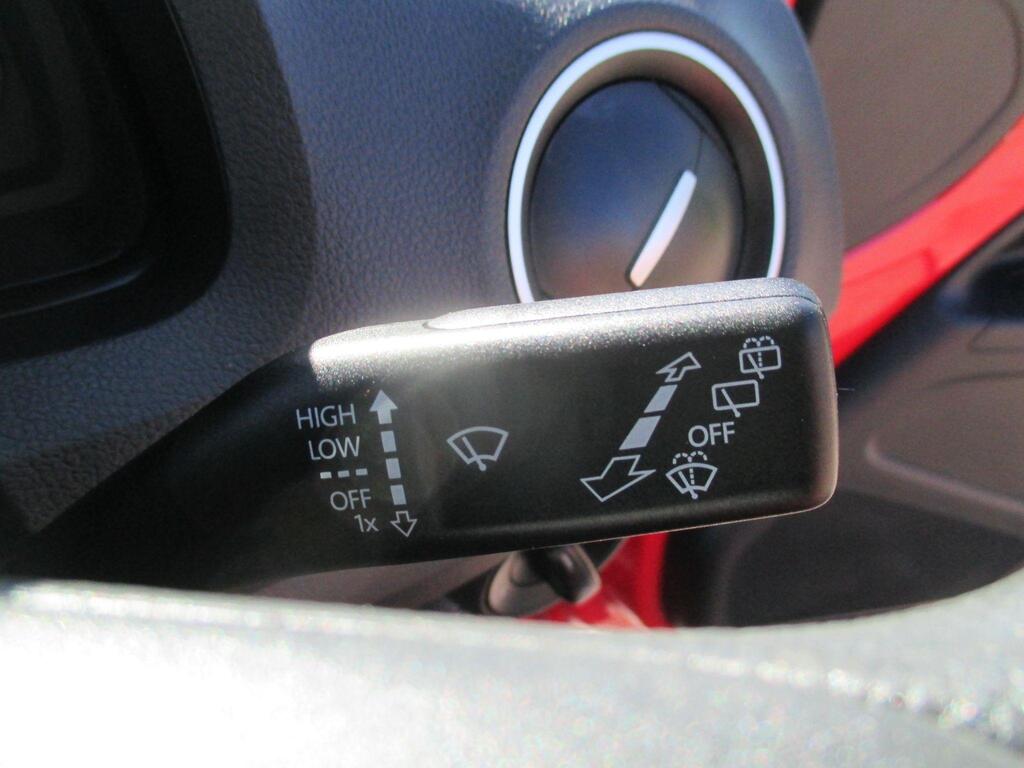 HIGH
LOW
---
OFF
1x
OFF